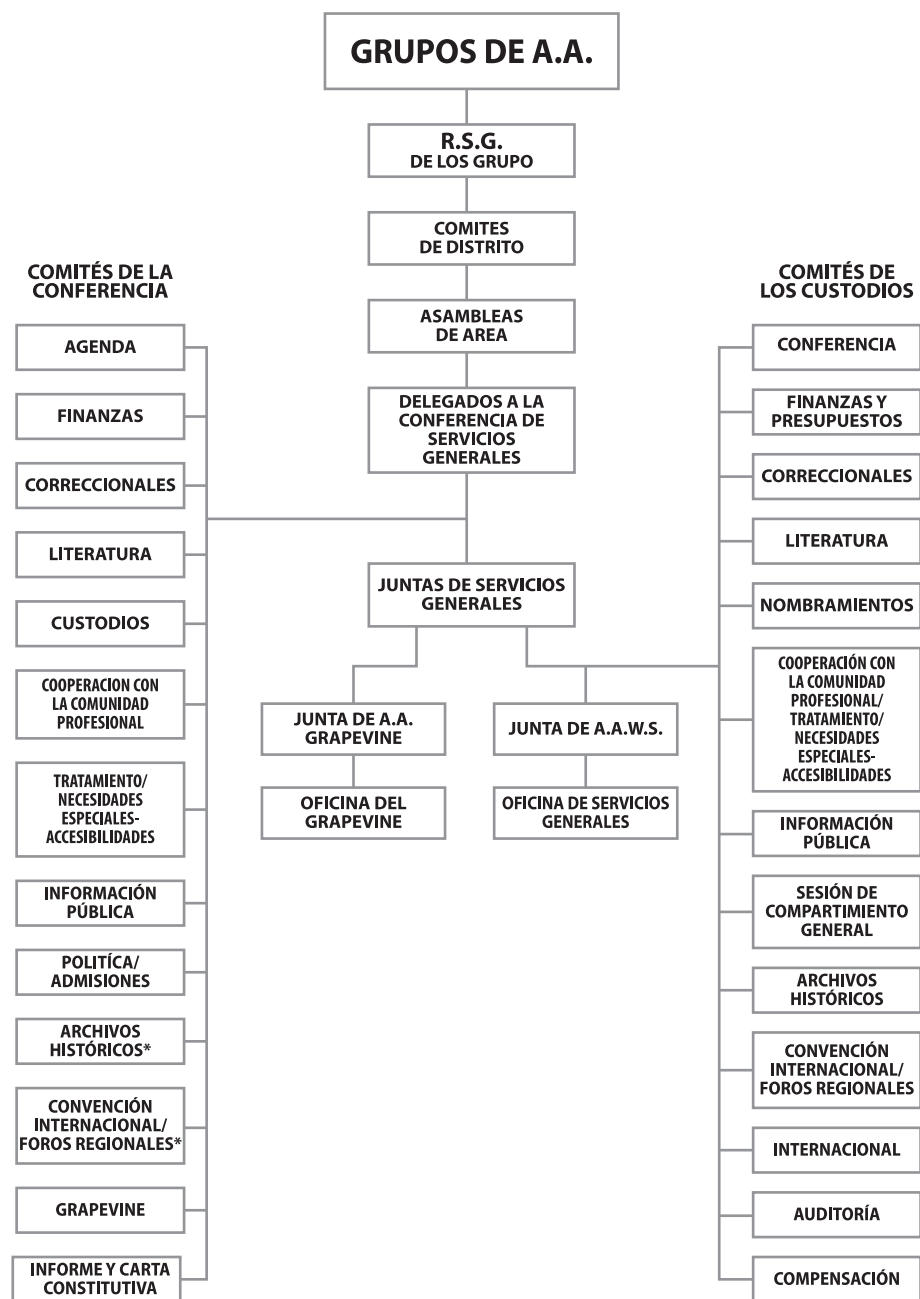 GRUPOS DE A.A.
R.S.G.
DE LOS GRUPO
COMITES
DE DISTRITO
ASAMBLEAS
DE AREA
DELEGADOS A LA
CONFERENCIA DE
SERVICIOS
GENERALES
JUNTAS DE SERVICIOS
GENERALES
JUNTA DE A.A.
GRAPEVINE
OFICINA DEL
GRAPEVINE
JUNTA DE A.A.W.S.
OFICINA DE SERVICIOS
GENERALES
COMITÉS DE LA
CONFERENCIA
AGENDA
FINANZAS
CORRECCIONALES
LITERATURA
CUSTODIOS
COOPERACION CON
LA COMUNIDAD
PROFESIONAL
TRATAMIENTO/
NECESIDADES
ESPECIALES-
ACCESIBILIDADES
INFORMACIÓN
PÚBLICA
POLITÍCA/
ADMISIONES
ARCHIVOS
HISTÓRICOS*
CONVENCIÓN
INTERNACIONAL/
FOROS REGIONALES*
GRAPEVINE
INFORME Y CARTA
CONSTITUTIVA
COMITÉS DE
LOS CUSTODIOS
CONFERENCIA
FINANZAS Y
PRESUPUESTOS
CORRECCIONALES
LITERATURA
NOMBRAMIENTOS
COOPERACIÓN CON
LA COMUNIDAD
PROFESIONAL/
TRATAMIENTO/
NECESIDADES
ESPECIALES-
ACCESIBILIDADES
INFORMACIÓN
PÚBLICA
SESIÓN DE
COMPARTIMIENTO
GENERAL
ARCHIVOS
HISTÓRICOS
CONVENCIÓN
INTERNACIONAL/
FOROS REGIONALES
INTERNACIONAL
AUDITORÍA
COMPENSACIÓN